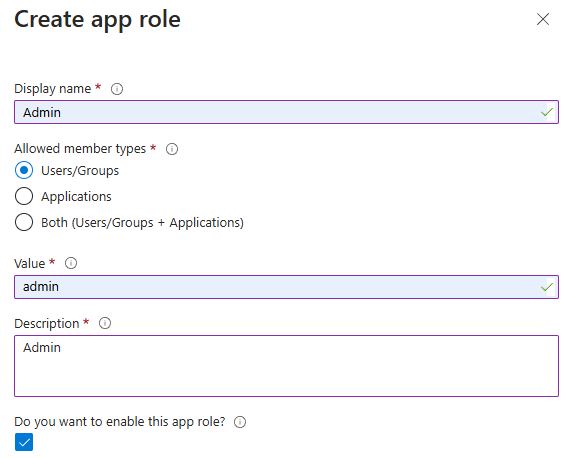 Create app role
Display name *
Admin
Allowed member types *
Users/Groups
Applications
Both (Users/Groups + Applications)
Value *
admin
Description *
Admin
Do you want to enable this app role?